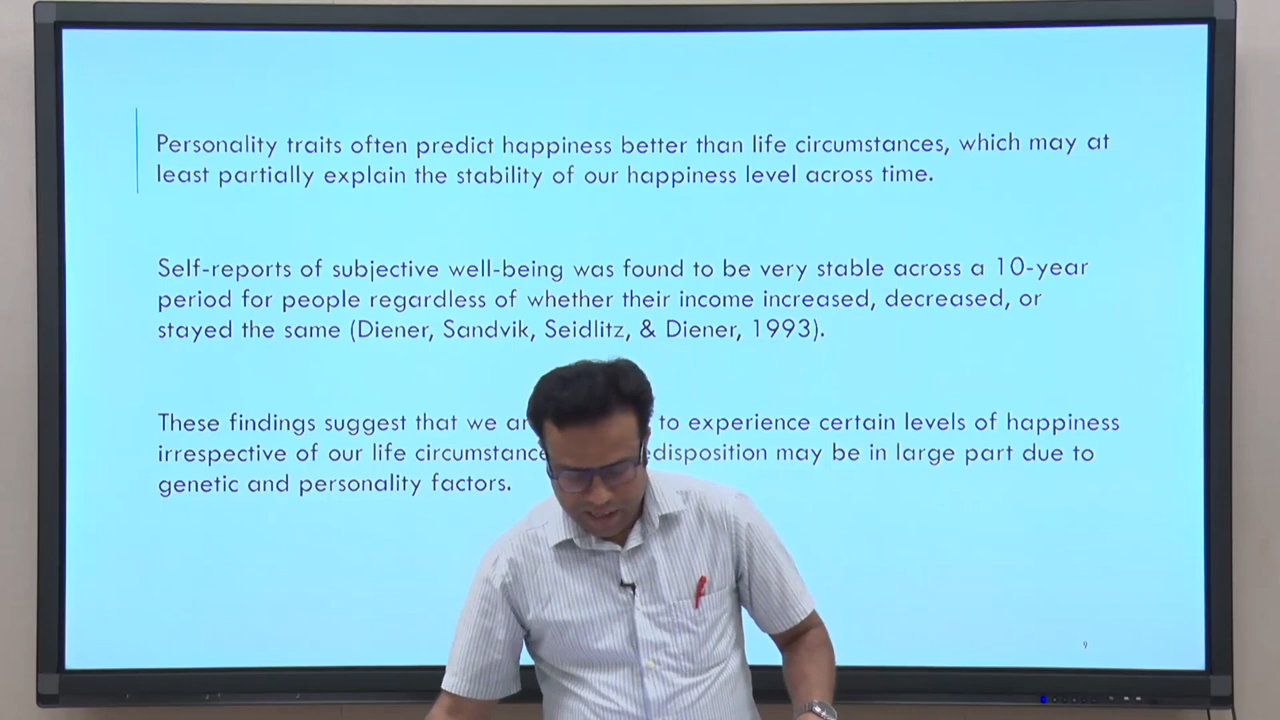 Personality traits often predict happiness better than life circumstances, which may at
least partially explain the stability of our happiness level across time.
Self-reports of subjective well-being was found to be very stable across a 10-year
period for people regardless of whether their income increased, decreased, or
stayed the same (Diener, Sandvik, Seidlitz, & Diener, 1993).
These findings suggest that we to experience certain levels of happiness
irrespective of our life may be in large part due to
genetic and personality factors.
9